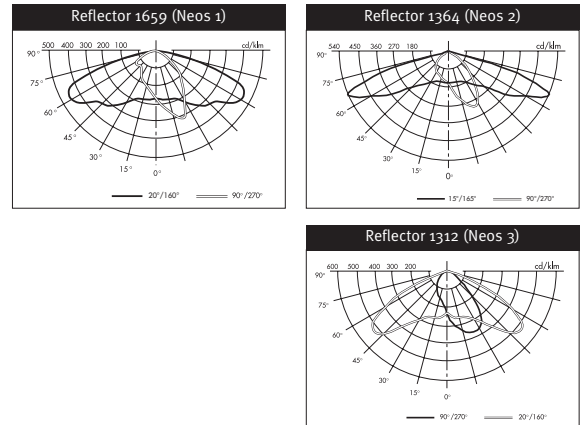 Reflector 1659 (Neos 1)
500 400 300 200 100
cd/klm
90°
75°
60°
45°
30°
15°
0°
20°/160° 90°/270°
Reflector 1364 (Neos 2)
540 450 360 270 180
cd/klm
90°
75°
60°
45°
30°
15°
0°
15°/165° 90°/270°
Reflector 1312 (Neos 3)
600 500 400 300 200
cd/klm
90°
75°
60°
45°
30°
15°
0°
90°/270° 20°/160°